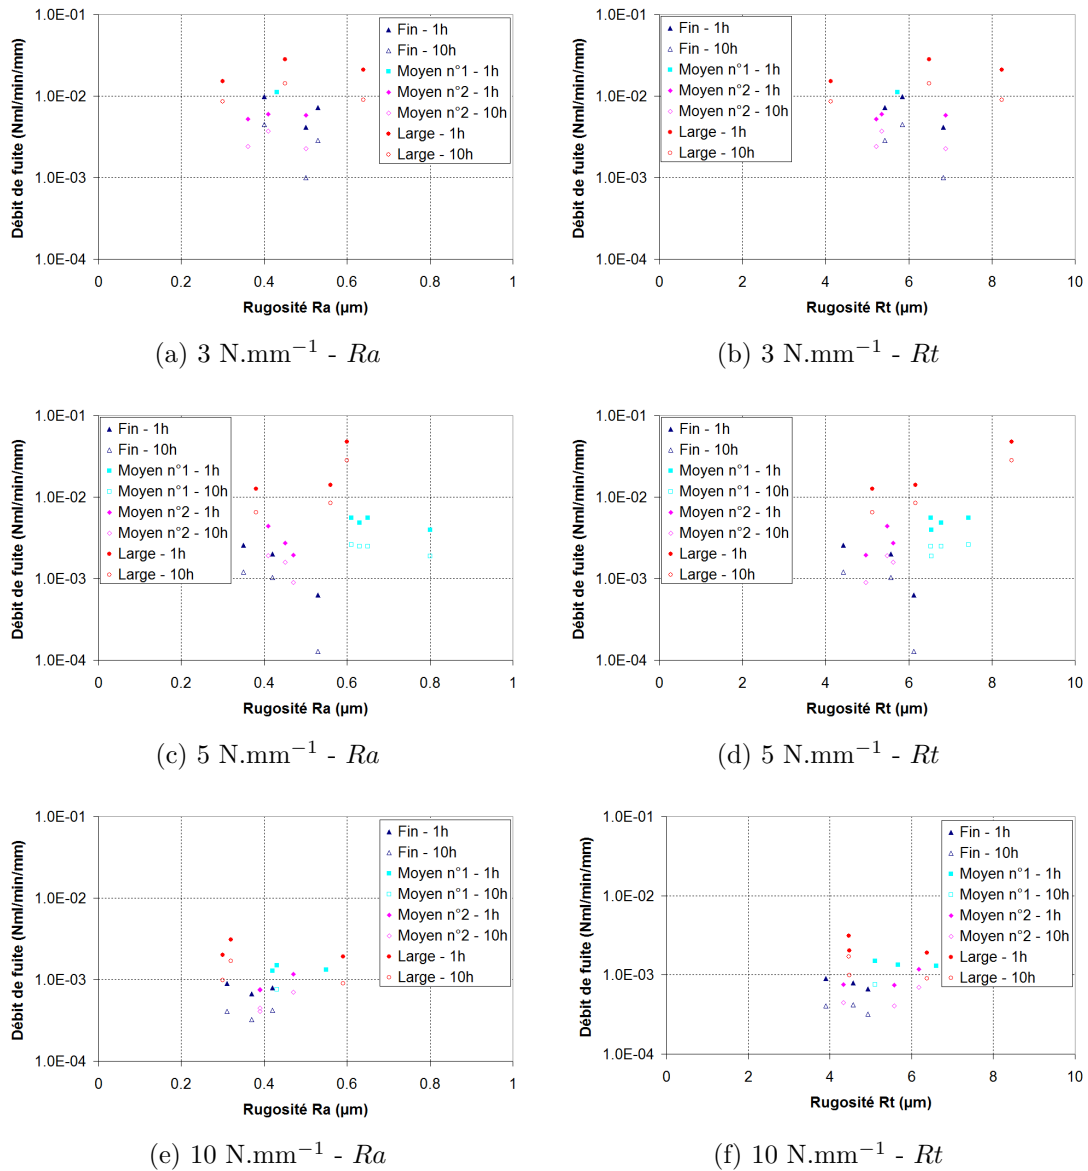 Débit de fuite (Nml/min/mm)
1.0E-01
1.0E-02
1.0E-03
1.0E-04
0 0.2 0.4 0.6 0.8 1
Rugosité Ra (µm)
Fin - 1h
Fin - 10h
Moyen n°1 - 1h
Moyen n°2 - 1h
Moyen n°2 - 10h
Large - 1h
Large - 10h
(a) 3 N.mm⁻¹ - Ra
Débit de fuite (Nml/min/mm)
1.0E-01
1.0E-02
1.0E-03
1.0E-04
0 2 4 6 8 10
Rugosité Rt (µm)
Fin - 1h
Fin - 10h
Moyen n°1 - 1h
Moyen n°2 - 1h
Moyen n°2 - 10h
Large - 1h
Large - 10h
(b) 3 N.mm⁻¹ - Rt
Débit de fuite (Nml/min/mm)
1.0E-01
1.0E-02
1.0E-03
1.0E-04
0 0.2 0.4 0.6 0.8 1
Rugosité Ra (µm)
Fin - 1h
Fin - 10h
Moyen n°1 - 1h
Moyen n°1 - 10h
Moyen n°2 - 1h
Moyen n°2 - 10h
Large - 1h
Large - 10h
(c) 5 N.mm⁻¹ - Ra
Débit de fuite (Nml/min/mm)
1.0E-01
1.0E-02
1.0E-03
1.0E-04
0 2 4 6 8 10
Rugosité Rt (µm)
Fin - 1h
Fin - 10h
Moyen n°1 - 1h
Moyen n°1 - 10h
Moyen n°2 - 1h
Moyen n°2 - 10h
Large - 1h
Large - 10h
(d) 5 N.mm⁻¹ - Rt
Débit de fuite (Nml/min/mm)
1.0E-01
1.0E-02
1.0E-03
1.0E-04
0 0.2 0.4 0.6 0.8 1
Rugosité Ra (µm)
Fin - 1h
Fin - 10h
Moyen n°1 - 1h
Moyen n°1 - 10h
Moyen n°2 - 1h
Moyen n°2 - 10h
Large - 1h
Large - 10h
(e) 10 N.mm⁻¹ - Ra
Débit de fuite (Nml/min/mm)
1.0E-01
1.0E-02
1.0E-03
1.0E-04
0 2 4 6 8 10
Rugosité Rt (µm)
Fin - 1h
Fin - 10h
Moyen n°1 - 1h
Moyen n°1 - 10h
Moyen n°2 - 1h
Moyen n°2 - 10h
Large - 1h
Large - 10h
(f) 10 N.mm⁻¹ - Rt